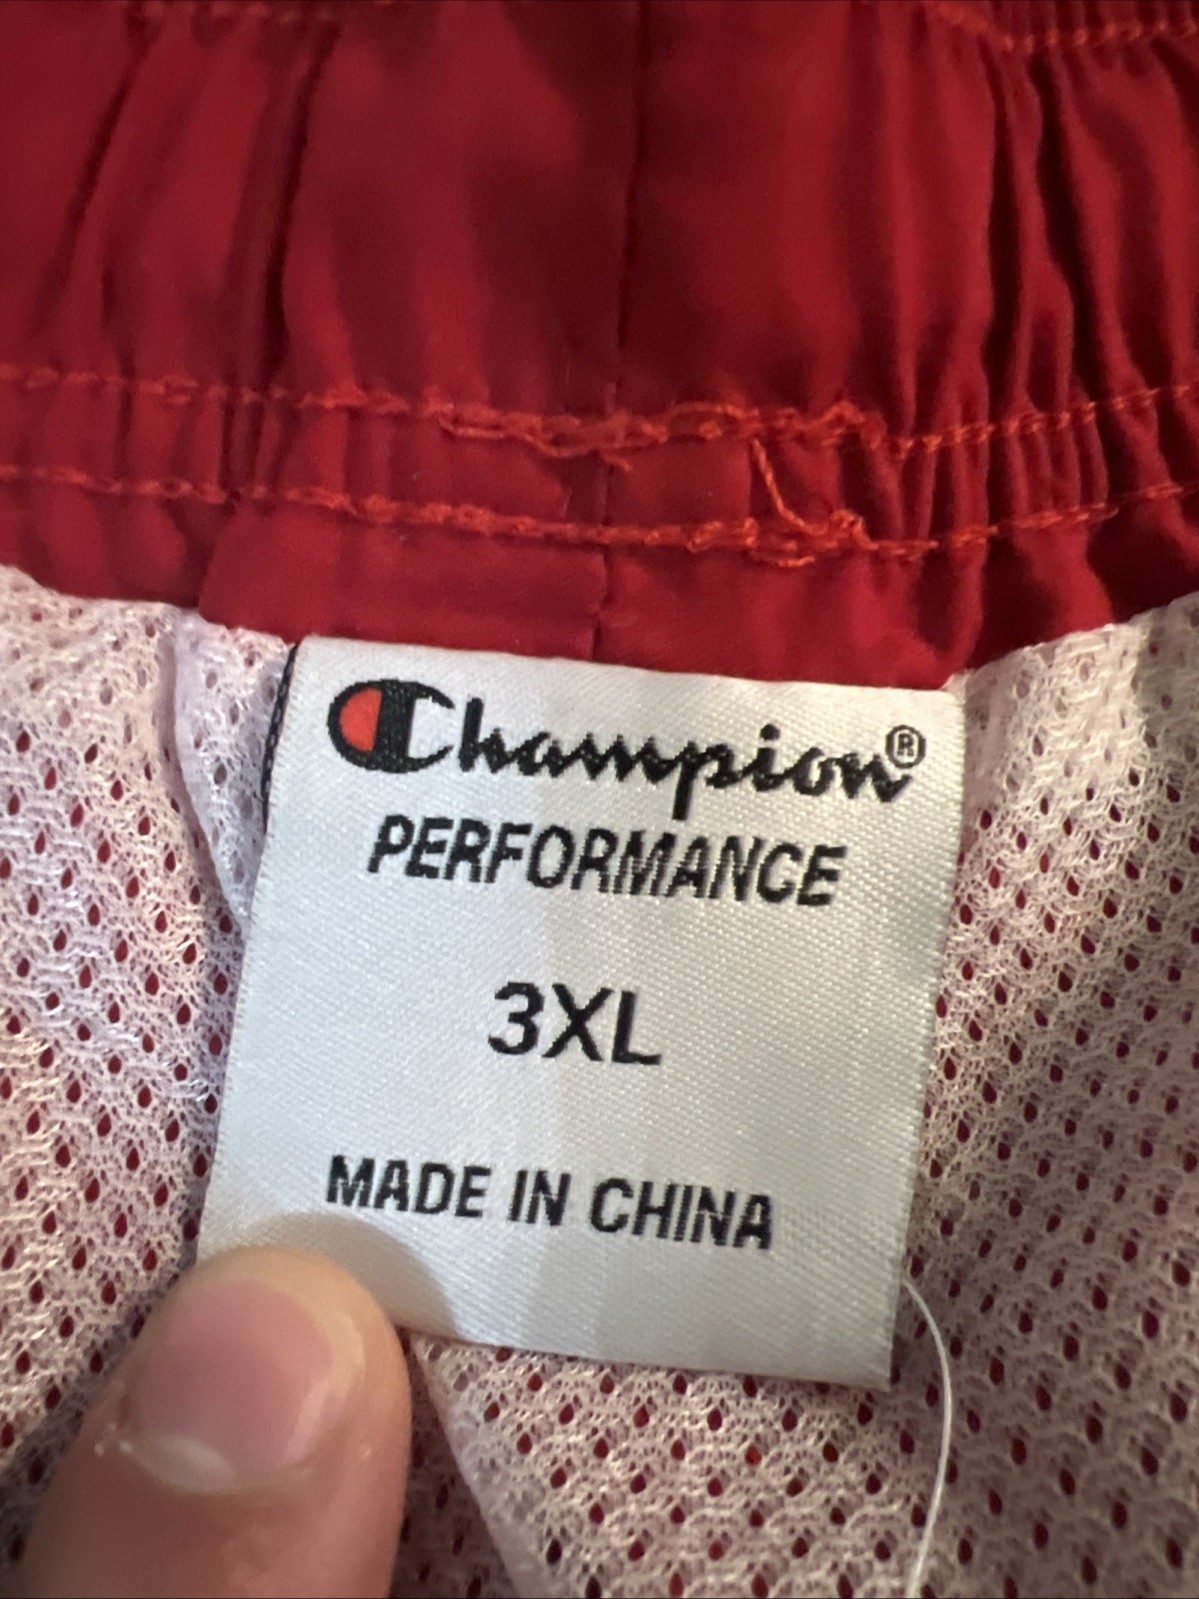 Champion®
PERFORMANCE
3XL
MADE IN CHINA